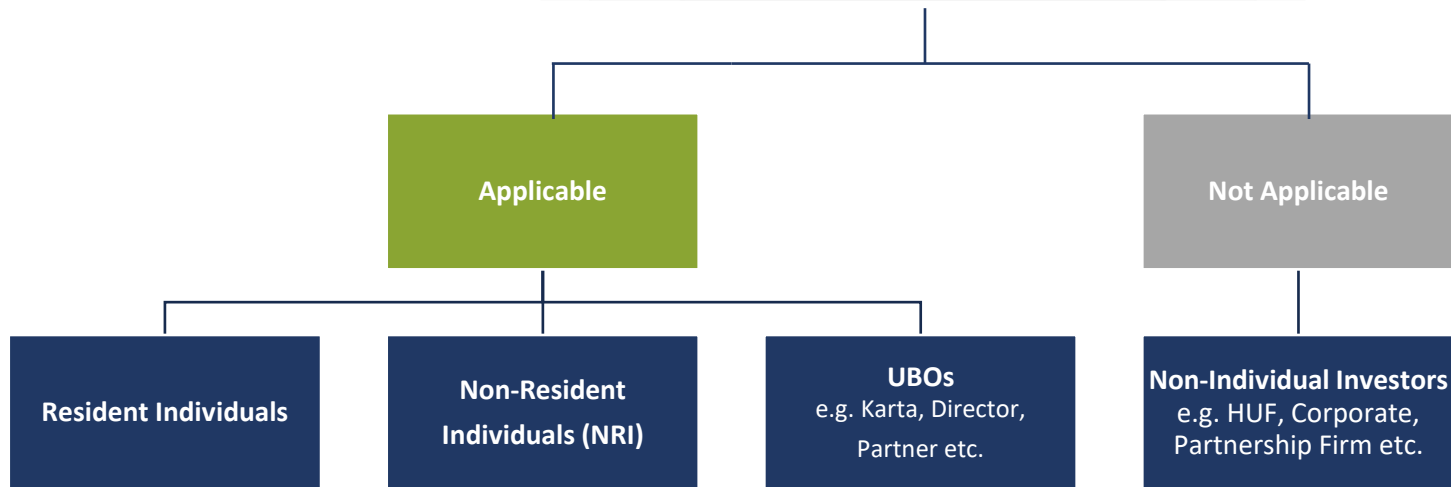 Applicable
Not Applicable
Resident Individuals
Non-Resident
Individuals (NRI)
UBOs
e.g. Karta, Director,
Partner etc.
Non-Individual Investors
e.g. HUF, Corporate,
Partnership Firm etc.